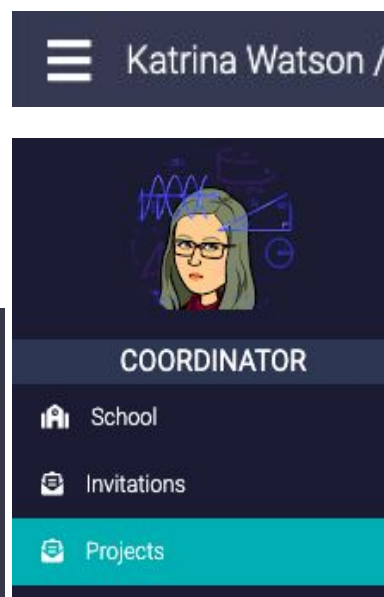 Katrina Watson /
COORDINATOR
School
Invitations
Projects